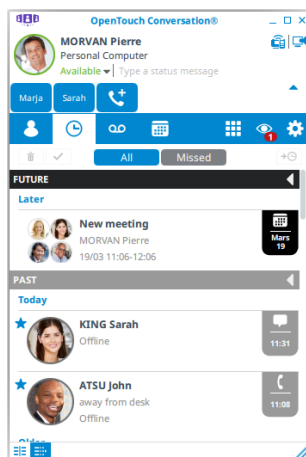 OpenTouch Conversation®
MORVAN Pierre
Personal Computer
Available Type a status message
Marja Sarah
1
All Missed
FUTURE
Later
New meeting
MORVAN Pierre
19/03 11:06-12:06
Mars
19
PAST
Today
KING Sarah
Offline
11:31
ATSU John
away from desk
Offline
11:08
Older